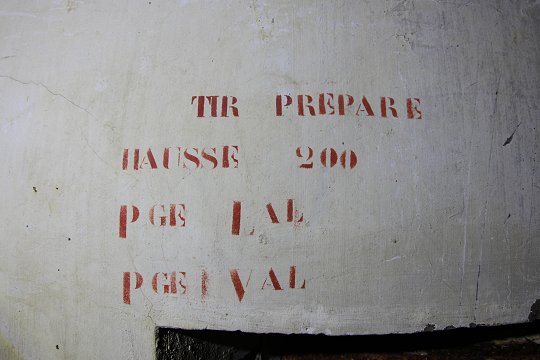 TIR PREPARE
HAUSSE 200
PGE LAL
PGE VAL